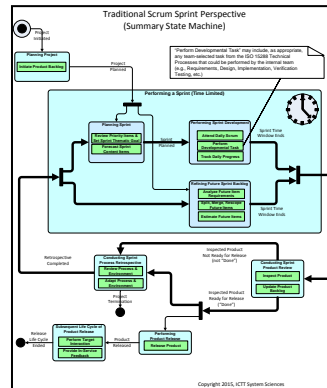 Traditional Scrum Sprint Perspective
(Summary State Machine)
Project
Initiated
Planning Project
Initiate Product Backlog
Project
Planned
"Perform Developmental Task" may include, as appropriate,
any team-selected task from the ISO 15288 Technical
Processes that could be performed by the internal team
(e.g., Requirements, Design, Implementation, Verification
Testing, etc.)
Performing a Sprint (Time Limited)
Planning Sprint
Review Priority Items &
Set Sprint Thematic Goal
Forecast Sprint
Content Items
Sprint
Planned
Performing Sprint Development
Attend Daily Scrum
Perform
Developmental Task
Track Daily Progress
Sprint Time
Window Ends
Refining Future Sprint Backlog
Analyze Future Item
Requirements
Split, Merge, Rescope
Future Items
Estimate Future Items
Sprint Time
Window Ends
Retrospective
Completed
Conducting Sprint
Process Retrospective
Review Process &
Environment
Adapt Process &
Environment
Project
Termination
Inspected Product
Not Ready for Release
(not "Done")
Inspected Product
Ready for Release
("Done")
Conducting Sprint
Product Review
Inspect Product
Update Product
Backlog
Release
Life Cycle
Ended
Subsequent Life Cycle of
Product Release
Perform Target
Interaction
Provide In-Service
Feedback
Product
Released
Performing
Product Release
Release Product
Copyright 2015, ICTT System Sciences